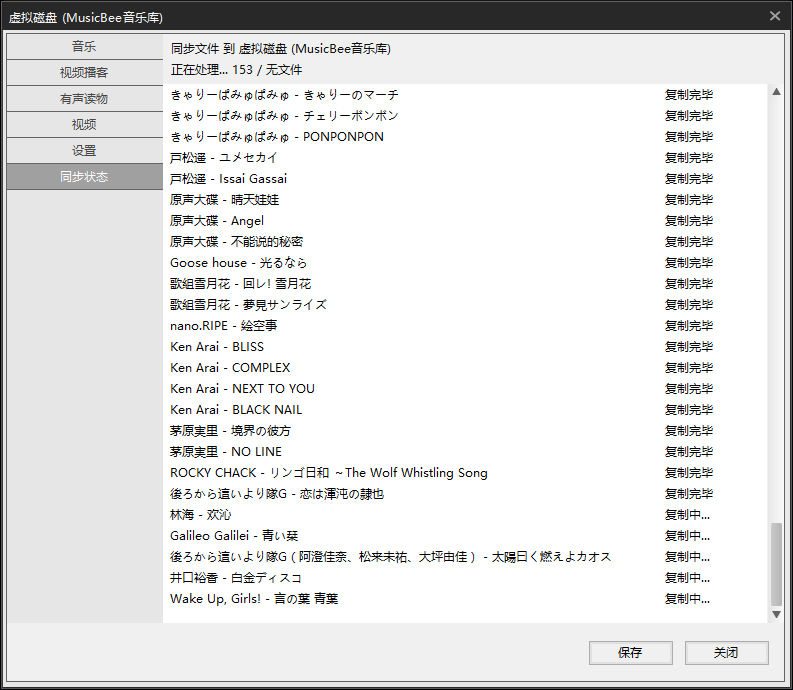 虚拟磁盘 (MusicBee音乐库)
音乐
视频播客
有声读物
视频
设置
同步状态
同步文件 到 虚拟磁盘 (MusicBee音乐库)
正在处理... 153 / 无文件
きゃりーぱみゅぱみゅ - きゃりーのマーチ 复制完毕
きゃりーぱみゅぱみゅ - チェリーボンボン 复制完毕
きゃりーぱみゅぱみゅ - PONPONPON 复制完毕
戸松遥 - ユメセカイ 复制完毕
戸松遥 - Issai Gassai 复制完毕
原声大碟 - 晴天娃娃 复制完毕
原声大碟 - Angel 复制完毕
原声大碟 - 不能说的秘密 复制完毕
Goose house - 光るなら 复制完毕
歌組雪月花 - 回レ! 雪月花 复制完毕
歌組雪月花 - 夢見サンライズ 复制完毕
nano.RIPE - 絵空事 复制完毕
Ken Arai - BLISS 复制完毕
Ken Arai - COMPLEX 复制完毕
Ken Arai - NEXT TO YOU 复制完毕
Ken Arai - BLACK NAIL 复制完毕
茅原実里 - 境界の彼方 复制完毕
茅原実里 - NO LINE 复制完毕
ROCKY CHACK - リンゴ日和 ～The Wolf Whistling Song 复制完毕
後ろから這いより隊G - 恋は渾沌の隷也 复制完毕
林海 - 欢沁 复制中...
Galileo Galilei - 青い栞 复制中...
後ろから這いより隊G ( 阿澄佳奈、松来未祐、大坪由佳 ) - 太陽曰く燃えよカオス 复制中...
井口裕香 - 白金ディスコ 复制中...
Wake Up, Girls! - 言の葉 青葉 复制中...
保存
关闭